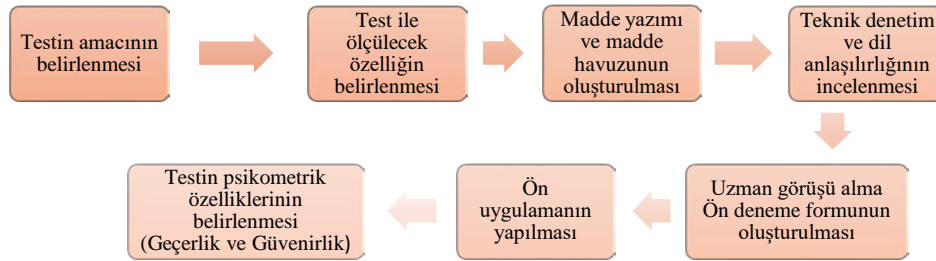 Testin amacının
belirlenmesi
Test ile
ölçülecek
özelliğin
belirlenmesi
Madde yazımı
ve madde
havuzunun
oluşturulması
Teknik denetim
ve dil
anlaşılırlığının
incelenmesi
Uzman görüşü alma
Ön deneme formunun
oluşturulması
Ön
uygulamanın
yapılması
Testin psikometrik
özelliklerinin
belirlenmesi
(Geçerlik ve Güvenirlik)